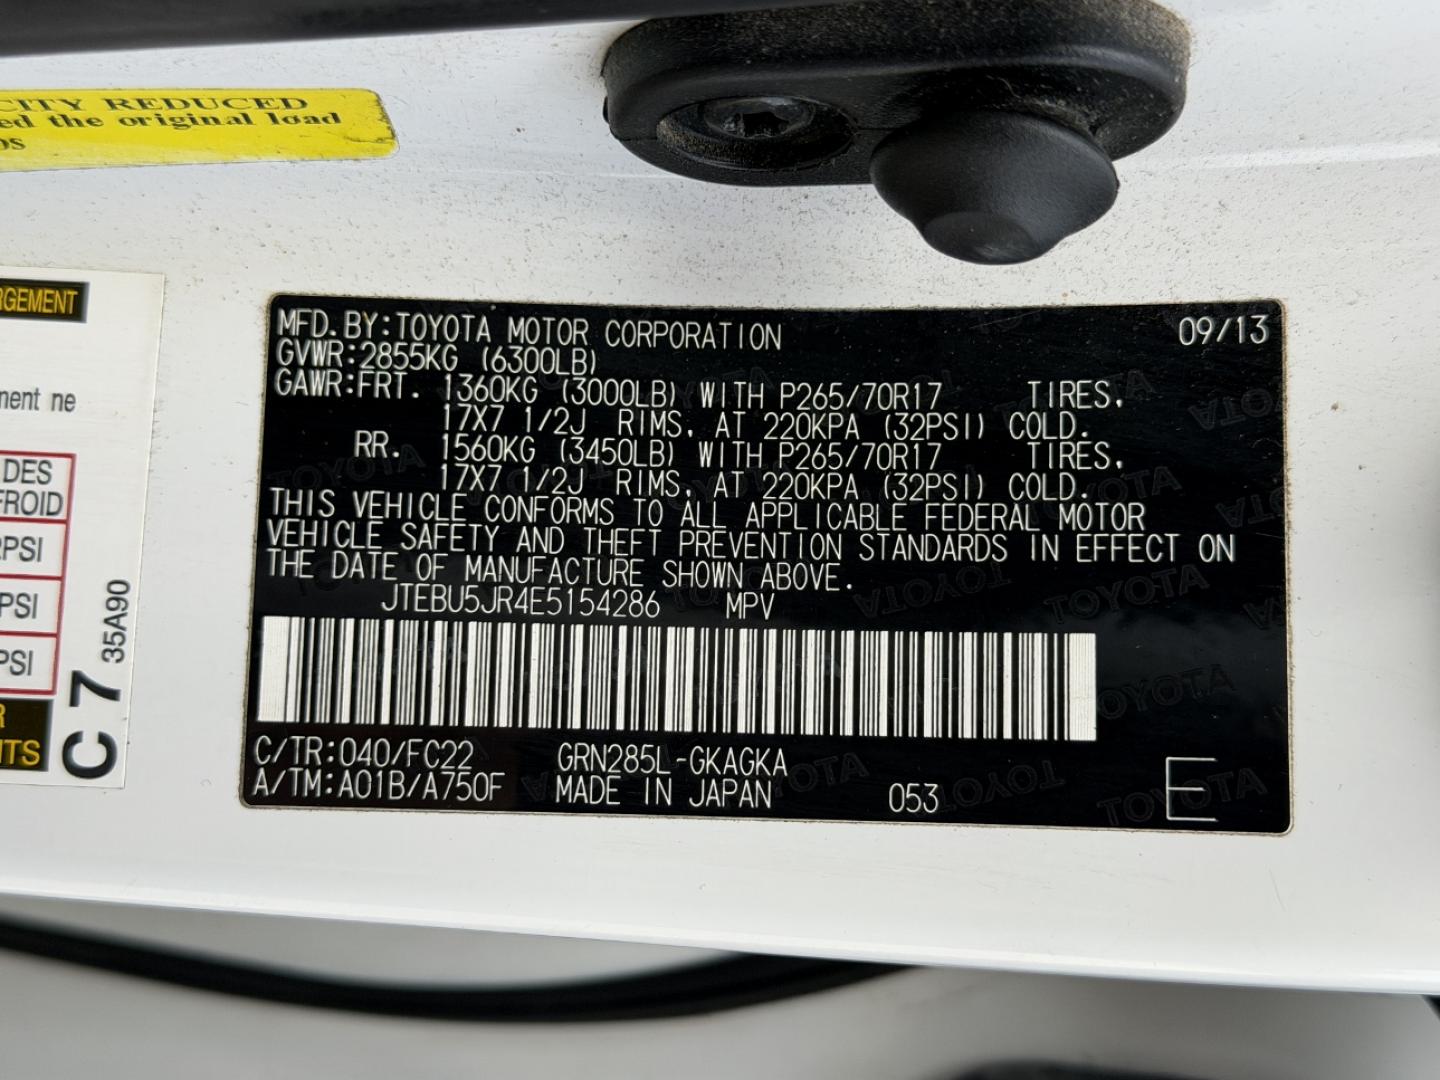 CITY REDUCED
ed the original load
os
RGEMENT
ment ne
DES
FROID
PSI
PSI
PSI
R
NTS
C 7 35A90
MFD.BY:TOYOTA MOTOR CORPORATION 09/13
GVWR:2855KG (6300LB)
GAWR:FRT. 1360KG (3000LB) WITH P265/70R17 TIRES,
17X7 1/2J RIMS, AT 220KPA (32PSI) COLD.
RR. 1560KG (3450LB) WITH P265/70R17 TIRES,
17X7 1/2J RIMS, AT 220KPA (32PSI) COLD.
THIS VEHICLE CONFORMS TO ALL APPLICABLE FEDERAL MOTOR
VEHICLE SAFETY AND THEFT PREVENTION STANDARDS IN EFFECT ON
THE DATE OF MANUFACTURE SHOWN ABOVE.
JTEBU5JR4E5154286 MPV
C/TR:040/FC22 GRN285L-GKAGKA
A/TM:A01B/A750F MADE IN JAPAN 053 E